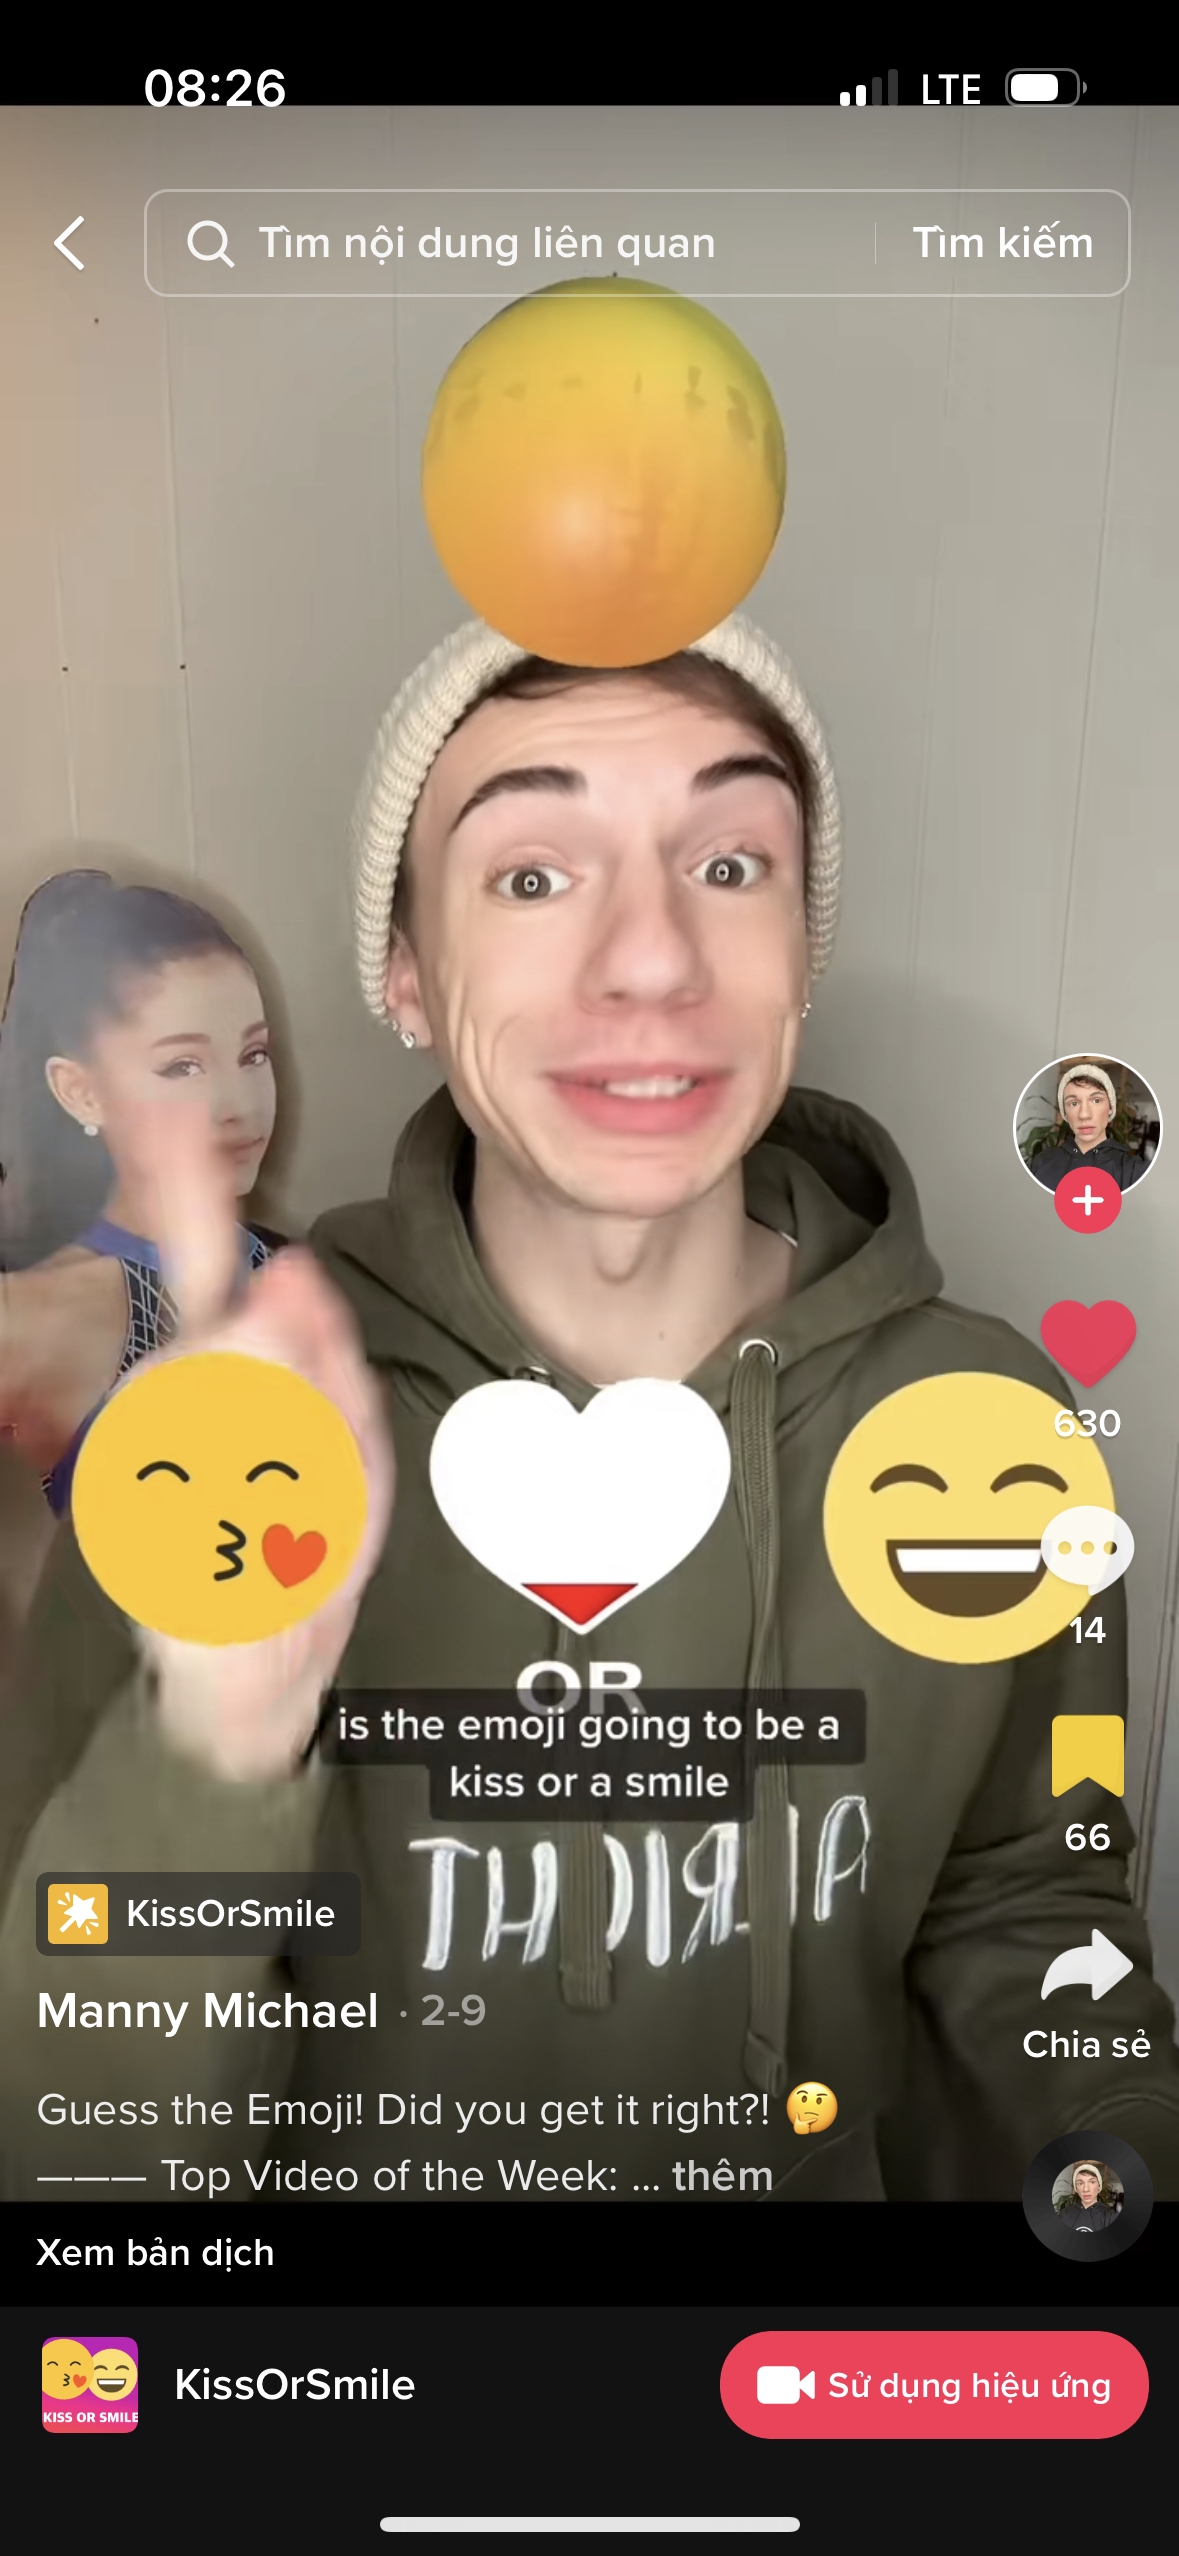 08:26
LTE
Tìm nội dung liên quan
Tìm kiếm
630
14
OR
is the emoji going to be a
kiss or a smile
66
KissOrSmile
Manny Michael · 2-9
Chia sẻ
Guess the Emoji! Did you get it right?! 🤔
——— Top Video of the Week: ... thêm
Xem bản dịch
KISS OR SMILE
KissOrSmile
Sử dụng hiệu ứng